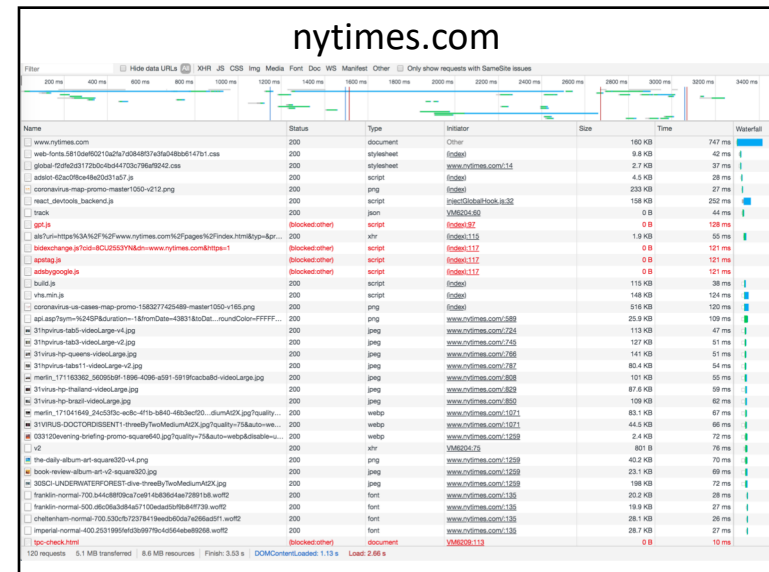 nytimes.com
Filter Hide data URLs All XHR JS CSS Img Media Font Doc WS Manifest Other Only show requests with SameSite issues
200 ms 400 ms 600 ms 800 ms 1000 ms 1200 ms 1400 ms 1600 ms 1800 ms 2000 ms 2200 ms 2400 ms 2600 ms 2800 ms 3000 ms 3200 ms 3400 ms
Name Status Type Initiator Size Time Waterfall
www.nytimes.com 200 document Other 160 KB 747 ms
web-fonts.5810def60210a2fa7d0848f37e3fa048bb6147b1.css 200 stylesheet (index) 9.8 KB 42 ms
global-f2dfe2d3172b0c4bd44703c796af9242.css 200 stylesheet www.nytimes.com/:14 2.7 KB 37 ms
adslot-62ac0f8ce48e20d31a57.js 200 script (index) 4.5 KB 28 ms
coronavirus-map-promo-master1050-v212.png 200 png (index) 233 KB 27 ms
react_devtools_backend.js 200 script injectGlobalHook.js:32 158 KB 252 ms
track 200 json VM6204:60 0 B 44 ms
gpt.js (blocked:other) script (index):97 0 B 128 ms
als?uri=https%3A%2F%2Fwww.nytimes.com%2Fpages%2Findex.html&typ=&pr... 200 xhr (index):115 1.9 KB 55 ms
bidexchange.js?cid=8CU2553YN&dn=www.nytimes.com&https=1 (blocked:other) script (index):117 0 B 121 ms
apstag.js (blocked:other) script (index):117 0 B 121 ms
adsbygoogle.js (blocked:other) script (index):117 0 B 121 ms
build.js 200 script (index) 115 KB 38 ms
vhs.min.js 200 script (index) 148 KB 124 ms
coronavirus-us-cases-map-promo-1583277425489-master1050-v165.png 200 png (index) 516 KB 120 ms
api.asp?sym=%24SP&duration=-1&fromDate=43831&toDat...roundColor=FFFFF... 200 png www.nytimes.com/:589 25.9 KB 109 ms
31hpvirus-tab5-videoLarge-v4.jpg 200 jpeg www.nytimes.com/:724 113 KB 47 ms
31hpvirus-tab3-videoLarge-v2.jpg 200 jpeg www.nytimes.com/:745 127 KB 51 ms
31virus-hp-queens-videoLarge.jpg 200 jpeg www.nytimes.com/:766 141 KB 51 ms
31hpvirus-tabs11-videoLarge-v2.jpg 200 jpeg www.nytimes.com/:787 80.4 KB 54 ms
merlin_171163362_56095b9f-1896-4096-a591-5919fcacba8d-videoLarge.jpg 200 jpeg www.nytimes.com/:808 101 KB 55 ms
31virus-hp-thailand-videoLarge.jpg 200 jpeg www.nytimes.com/:829 87.6 KB 59 ms
31virus-hp-brazil-videoLarge.jpg 200 jpeg www.nytimes.com/:850 109 KB 62 ms
merlin_171041649_24c53f3c-ec8c-4f1b-b840-46b3ecf20...diumAt2X.jpg?quality... 200 webp www.nytimes.com/:1071 83.1 KB 67 ms
31VIRUS-DOCTORDISSENT1-threeByTwoMediumAt2X.jpg?quality=75&auto=we... 200 webp www.nytimes.com/:1071 44.5 KB 66 ms
033120evening-briefing-promo-square640.jpg?quality=75&auto=webp&disable=u... 200 webp www.nytimes.com/:1259 2.4 KB 72 ms
v2 200 xhr VM6204:75 801 B 76 ms
the-daily-album-art-square320-v4.png 200 png www.nytimes.com/:1259 40.2 KB 70 ms
book-review-album-art-v2-square320.jpg 200 jpeg www.nytimes.com/:1259 23.1 KB 69 ms
30SCI-UNDERWATERFOREST-dive-threeByTwoMediumAt2X.jpg 200 jpeg www.nytimes.com/:1259 198 KB 72 ms
franklin-normal-700.b44c88f09ca7ce914b836d4ae72891b8.woff2 200 font www.nytimes.com/:135 20.2 KB 28 ms
franklin-normal-500.d6c06a3d84a57100edad5bf9b84ff739.woff2 200 font www.nytimes.com/:135 19.9 KB 27 ms
cheltenham-normal-700.530cfb72378419eedb60da7e266ad5f1.woff2 200 font www.nytimes.com/:135 28.1 KB 26 ms
imperial-normal-400.2531995fefd3b997f9c4d564ebe89268.woff2 200 font www.nytimes.com/:135 28.7 KB 27 ms
tpc-check.html (blocked:other) document VM6209:113 0 B 10 ms
120 requests 5.1 MB transferred 8.6 MB resources Finish: 3.53 s DOMContentLoaded: 1.13 s Load: 2.66 s